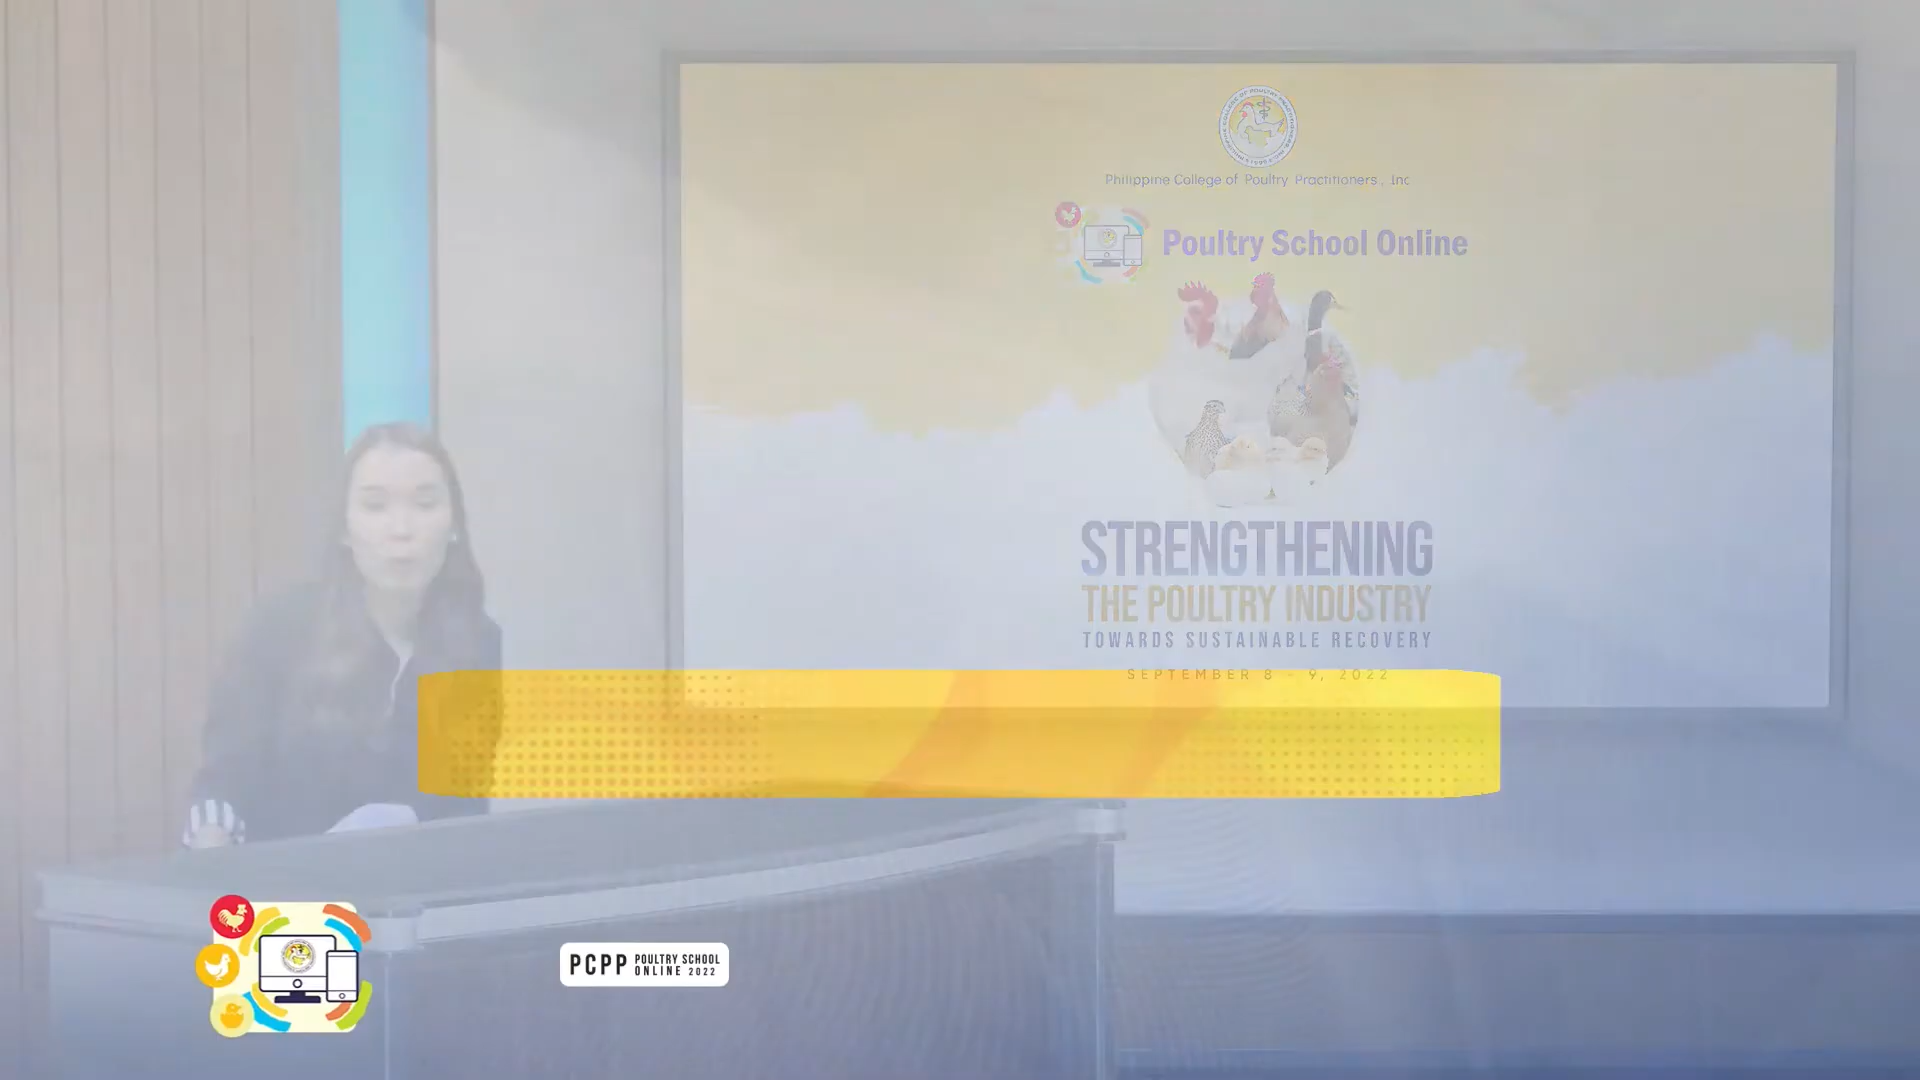 Philippine College of Poultry Practitioners, Inc
Poultry School Online
STRENGTHENING
THE POULTRY INDUSTRY
TOWARDS SUSTAINABLE RECOVERY
SEPTEMBER 8 - 9, 2022
PCPP POULTRY SCHOOL
ONLINE 2022